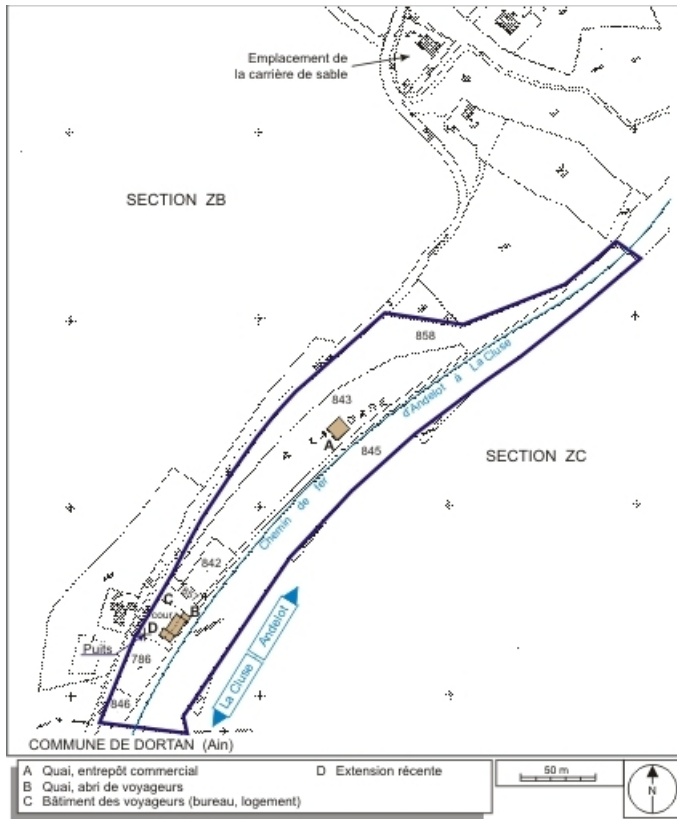 Emplacement de
la carrière de sable
SECTION ZB
858
d'Andelot à La Cluse
843
A
845
SECTION ZC
Chemin de fer
842
C
B
cour
D
Puits
786
846
Andelot
La Cluse
COMMUNE DE DORTAN (Ain)
A Quai, entrepôt commercial
B Quai, abri de voyageurs
C Bâtiment des voyageurs (bureau, logement)
D Extension récente
50 m
N